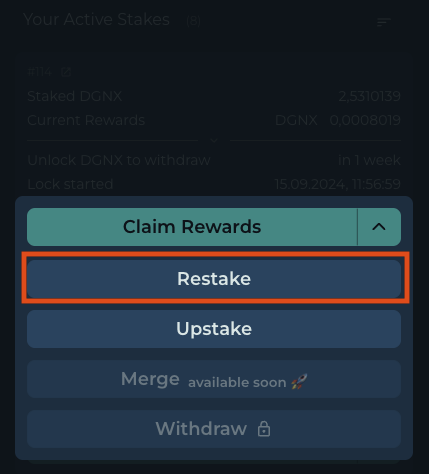 Your Active Stakes (8)
Staked DGNX 2,5310139
Current Rewards DGNX 0,0008019
Unlock DGNX to withdraw in 1 week
Lock started 15.09.2024, 11:56:59
Claim Rewards
Restake
Upstake
Merge available soon 🚀
Withdraw